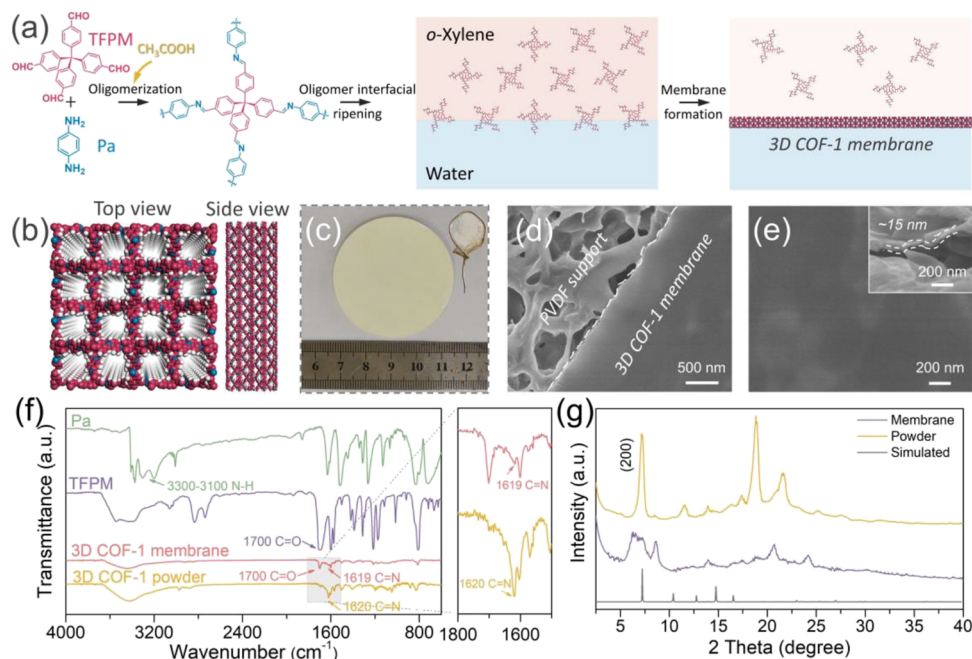 (a)
CHO
TFPM
CH₃COOH
OHC
CHO
OHC
Oligomerization
+
NH₂
Pa
NH₂
N
N
N
N
Oligomer interfacial
ripening
o-Xylene
Water
Membrane
formation
3D COF-1 membrane
(b)
Top view Side view
(c)
6 7 8 9 10 11 12
(d)
PVDF support
3D COF-1 membrane
500 nm
(e)
~15 nm
200 nm
200 nm
(f)
Transmittance (a.u.)
Pa
3300-3100 N-H
TFPM
1700 C=O
3D COF-1 membrane
1700 C=O
1619 C=N
3D COF-1 powder
1620 C=N
4000 3200 2400 1600 800
Wavenumber (cm⁻¹)
1619 C=N
1620 C=N
1800 1600
(g)
Intensity (a.u.)
(200)
Membrane
Powder
Simulated
5 10 15 20 25 30 35 40
2 Theta (degree)